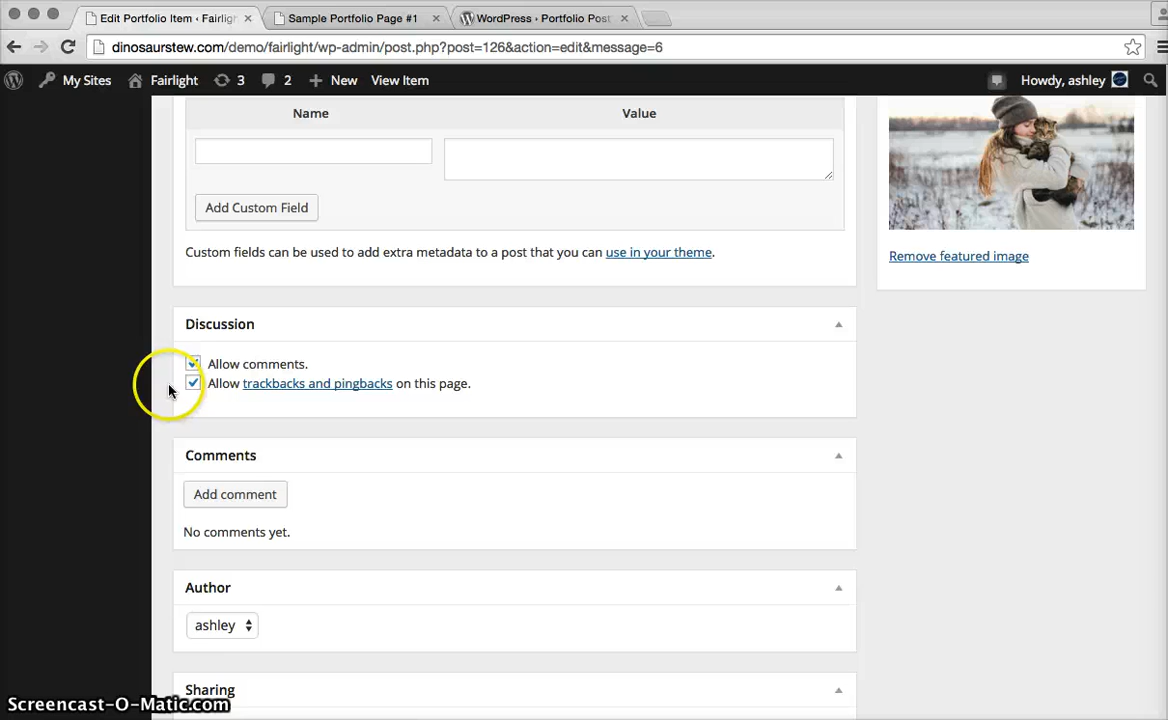 Edit Portfolio Item ‹ Fairligh
Sample Portfolio Page #1
WordPress › Portfolio Post
dinosaurstew.com/demo/fairlight/wp-admin/post.php?post=126&action=edit&message=6
My Sites Fairlight 3 2 New View Item Howdy, ashley
Name Value
Add Custom Field
Custom fields can be used to add extra metadata to a post that you can use in your theme.
Remove featured image
Discussion
Allow comments.
Allow trackbacks and pingbacks on this page.
Comments
Add comment
No comments yet.
Author
ashley
Sharing
Screencast-O-Matic.com